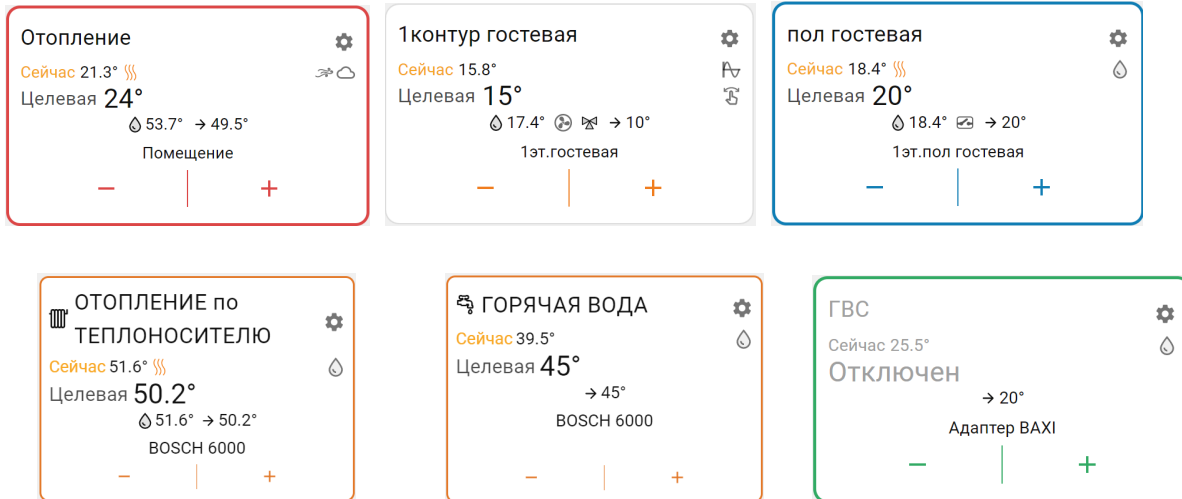 Отопление
Сейчас 21.3°
Целевая 24°
53.7° → 49.5°
Помещение
− +
1контур гостевая
Сейчас 15.8°
Целевая 15°
17.4° → 10°
1эт.гостевая
− +
пол гостевая
Сейчас 18.4°
Целевая 20°
18.4° → 20°
1эт.пол гостевая
− +
ОТОПЛЕНИЕ по
ТЕПЛОНОСИТЕЛЮ
Сейчас 51.6°
Целевая 50.2°
51.6° → 50.2°
BOSCH 6000
− +
ГОРЯЧАЯ ВОДА
Сейчас 39.5°
Целевая 45°
→ 45°
BOSCH 6000
− +
ГВС
Сейчас 25.5°
Отключен
→ 20°
Адаптер BAXI
− +